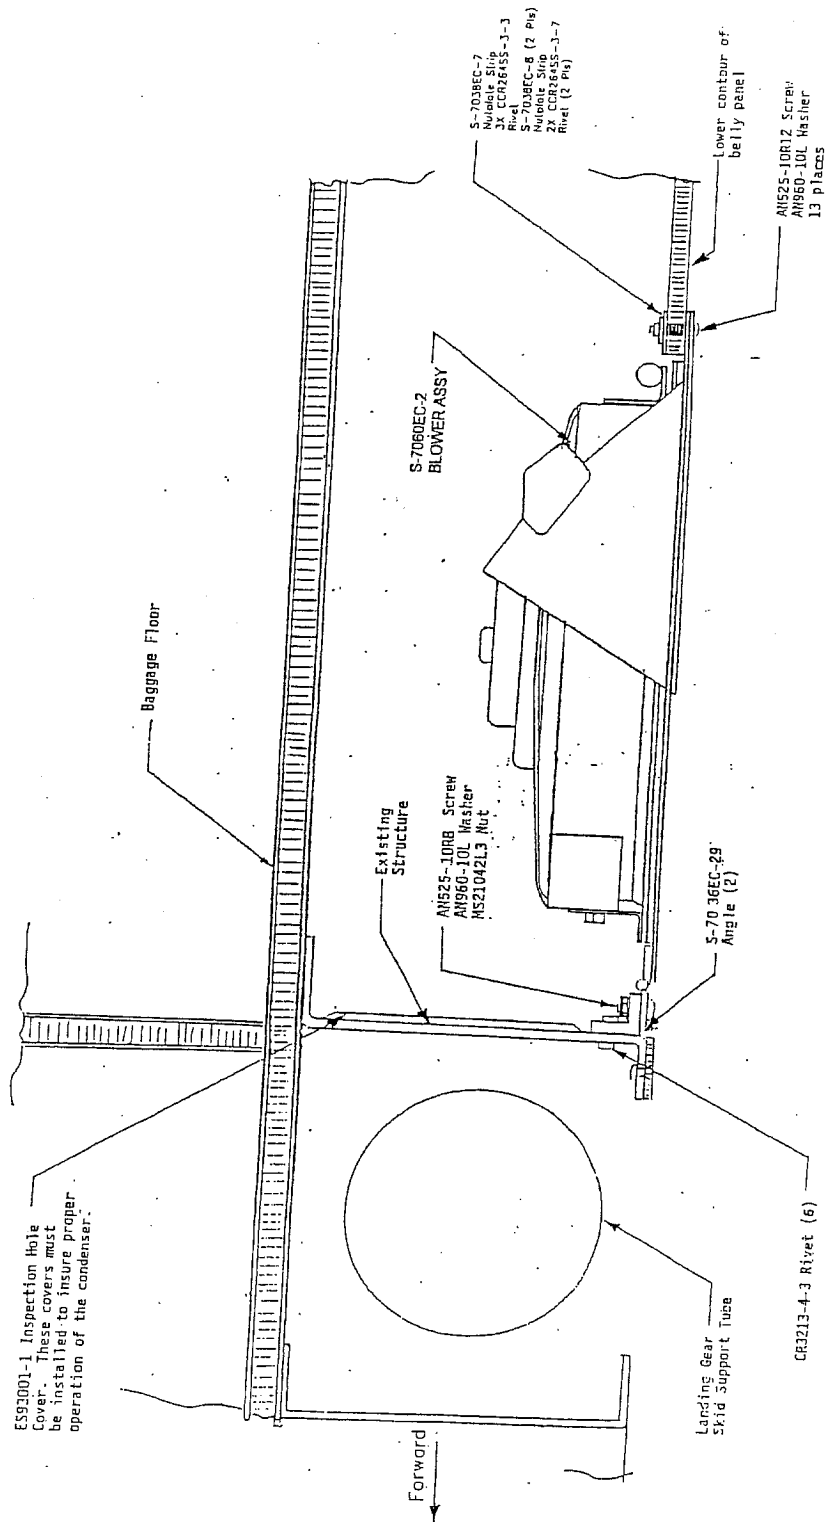 ES93001-1 Inspection Hole
Cover. These covers must
be installed to insure proper
operation of the condenser.
Baggage Floor
Existing
Structure
AN525-10R8 Screw
AN960-10L Washer
MS21042L3 Nut
S-7060EC-2
BLOWER ASSY
S-7038EC-7
Nutplate Strip
3X CCR264SS-3-3
Rivet
S-7038EC-8 (2 Pls)
Nutplate Strip
2X CCR264SS-3-7
Rivet (2 Pls)
Lower contour of
belly panel
AN525-10R12 Screw
AN960-10L Washer
13 places
S-7036EC-29
Angle (2)
CR3213-4-3 Rivet (6)
Landing Gear
Skid Support Tube
Forward